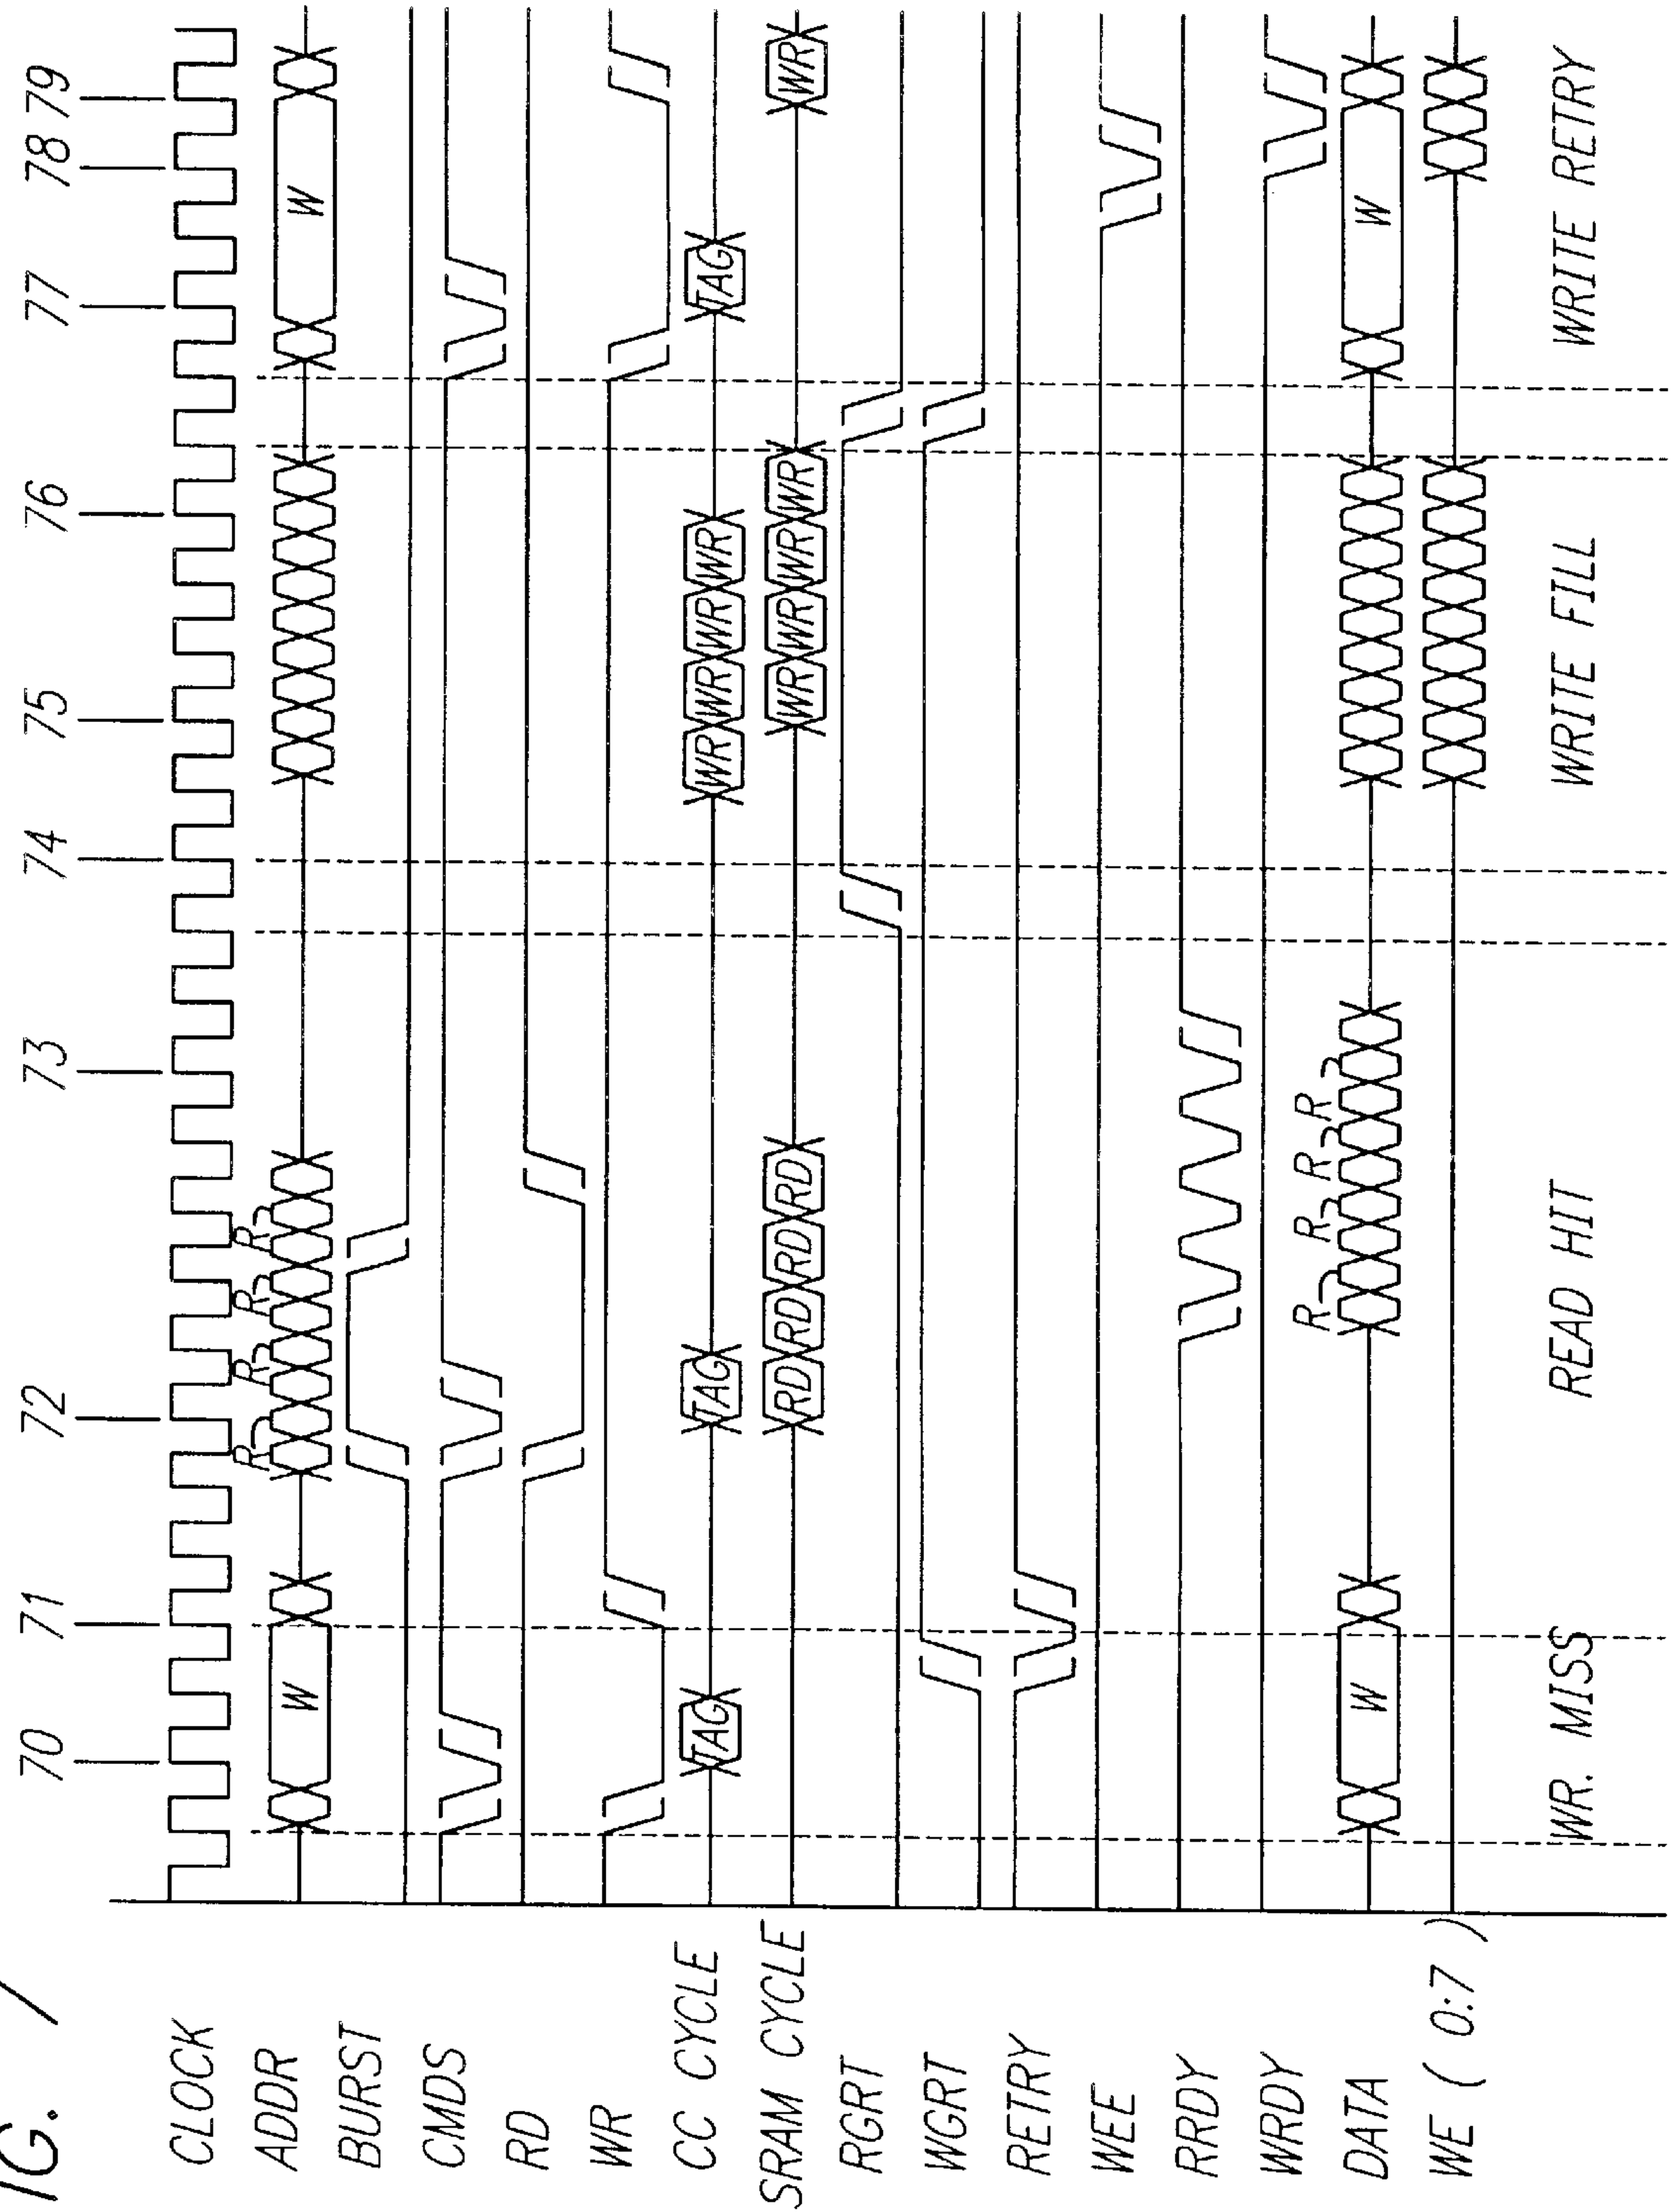 IG. 7
70 71 72 73 74 75 76 77 78 79
CLOCK
R R R R
ADDR W W
BURST
CMDS
RD
WR
CC CYCLE TAG TAG WR WR WR WR TAG
SRAM CYCLE RD RD RD RD WR WR WR WR WR
RGRT
WGRT
RETRY
WEE
RRDY
WRDY
R R R R
DATA W W
WE ( 0:7 )
WR. MISS READ HIT WRITE FILL WRITE RETRY